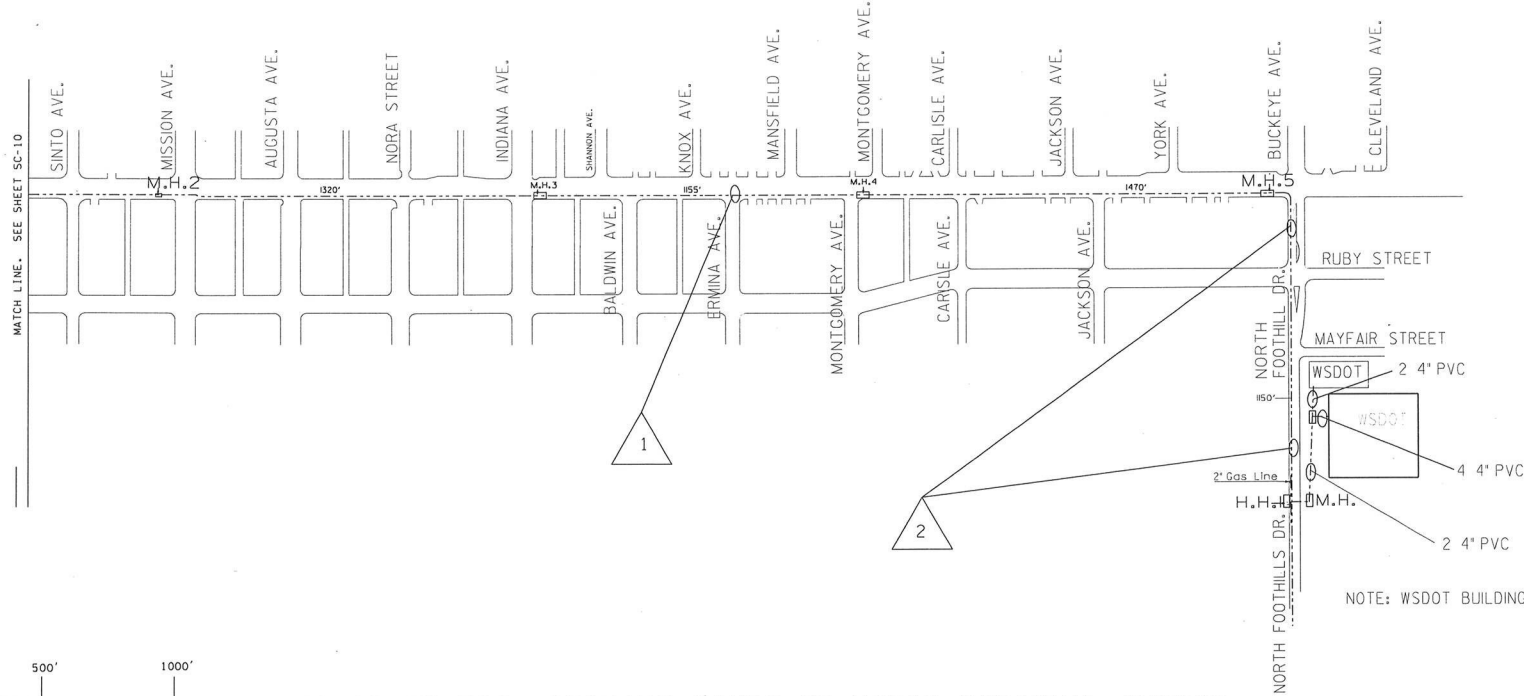 MATCH LINE. SEE SHEET SC-10
SINTO AVE.
MISSION AVE.
AUGUSTA AVE.
NORA STREET
INDIANA AVE.
SHANNON AVE.
KNOX AVE.
MANSFIELD AVE.
MONTGOMERY AVE.
CARLISLE AVE.
JACKSON AVE.
YORK AVE.
BUCKEYE AVE.
CLEVELAND AVE.
M.H.2
1320'
M.H.3
1155'
M.H.4
1470'
M.H.5
BALDWIN AVE.
ERMINA AVE.
MONTGOMERY AVE.
CARLISLE AVE.
JACKSON AVE.
NORTH
FOOTHILL DR.
RUBY STREET
MAYFAIR STREET
WSDOT
2 4" PVC
1150'
WSDOT
1
4 4" PVC
2" Gas Line
H.H.1
M.H.
2
2 4" PVC
NORTH FOOTHILLS DR.
NOTE: WSDOT BUILDING
500'
1000'